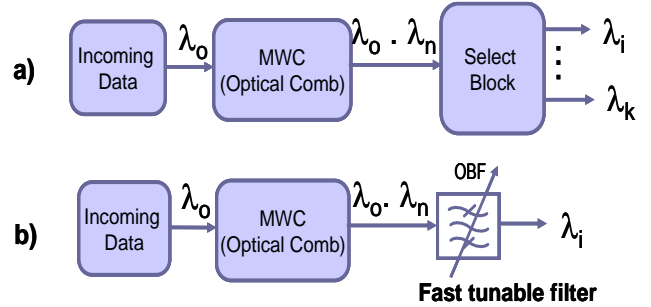 a)
Incoming
Data
λo
MWC
(Optical Comb)
λo . λn
Select
Block
λi
⋮
λk
b)
Incoming
Data
λo
MWC
(Optical Comb)
λo. λn
OBF
λi
Fast tunable filter